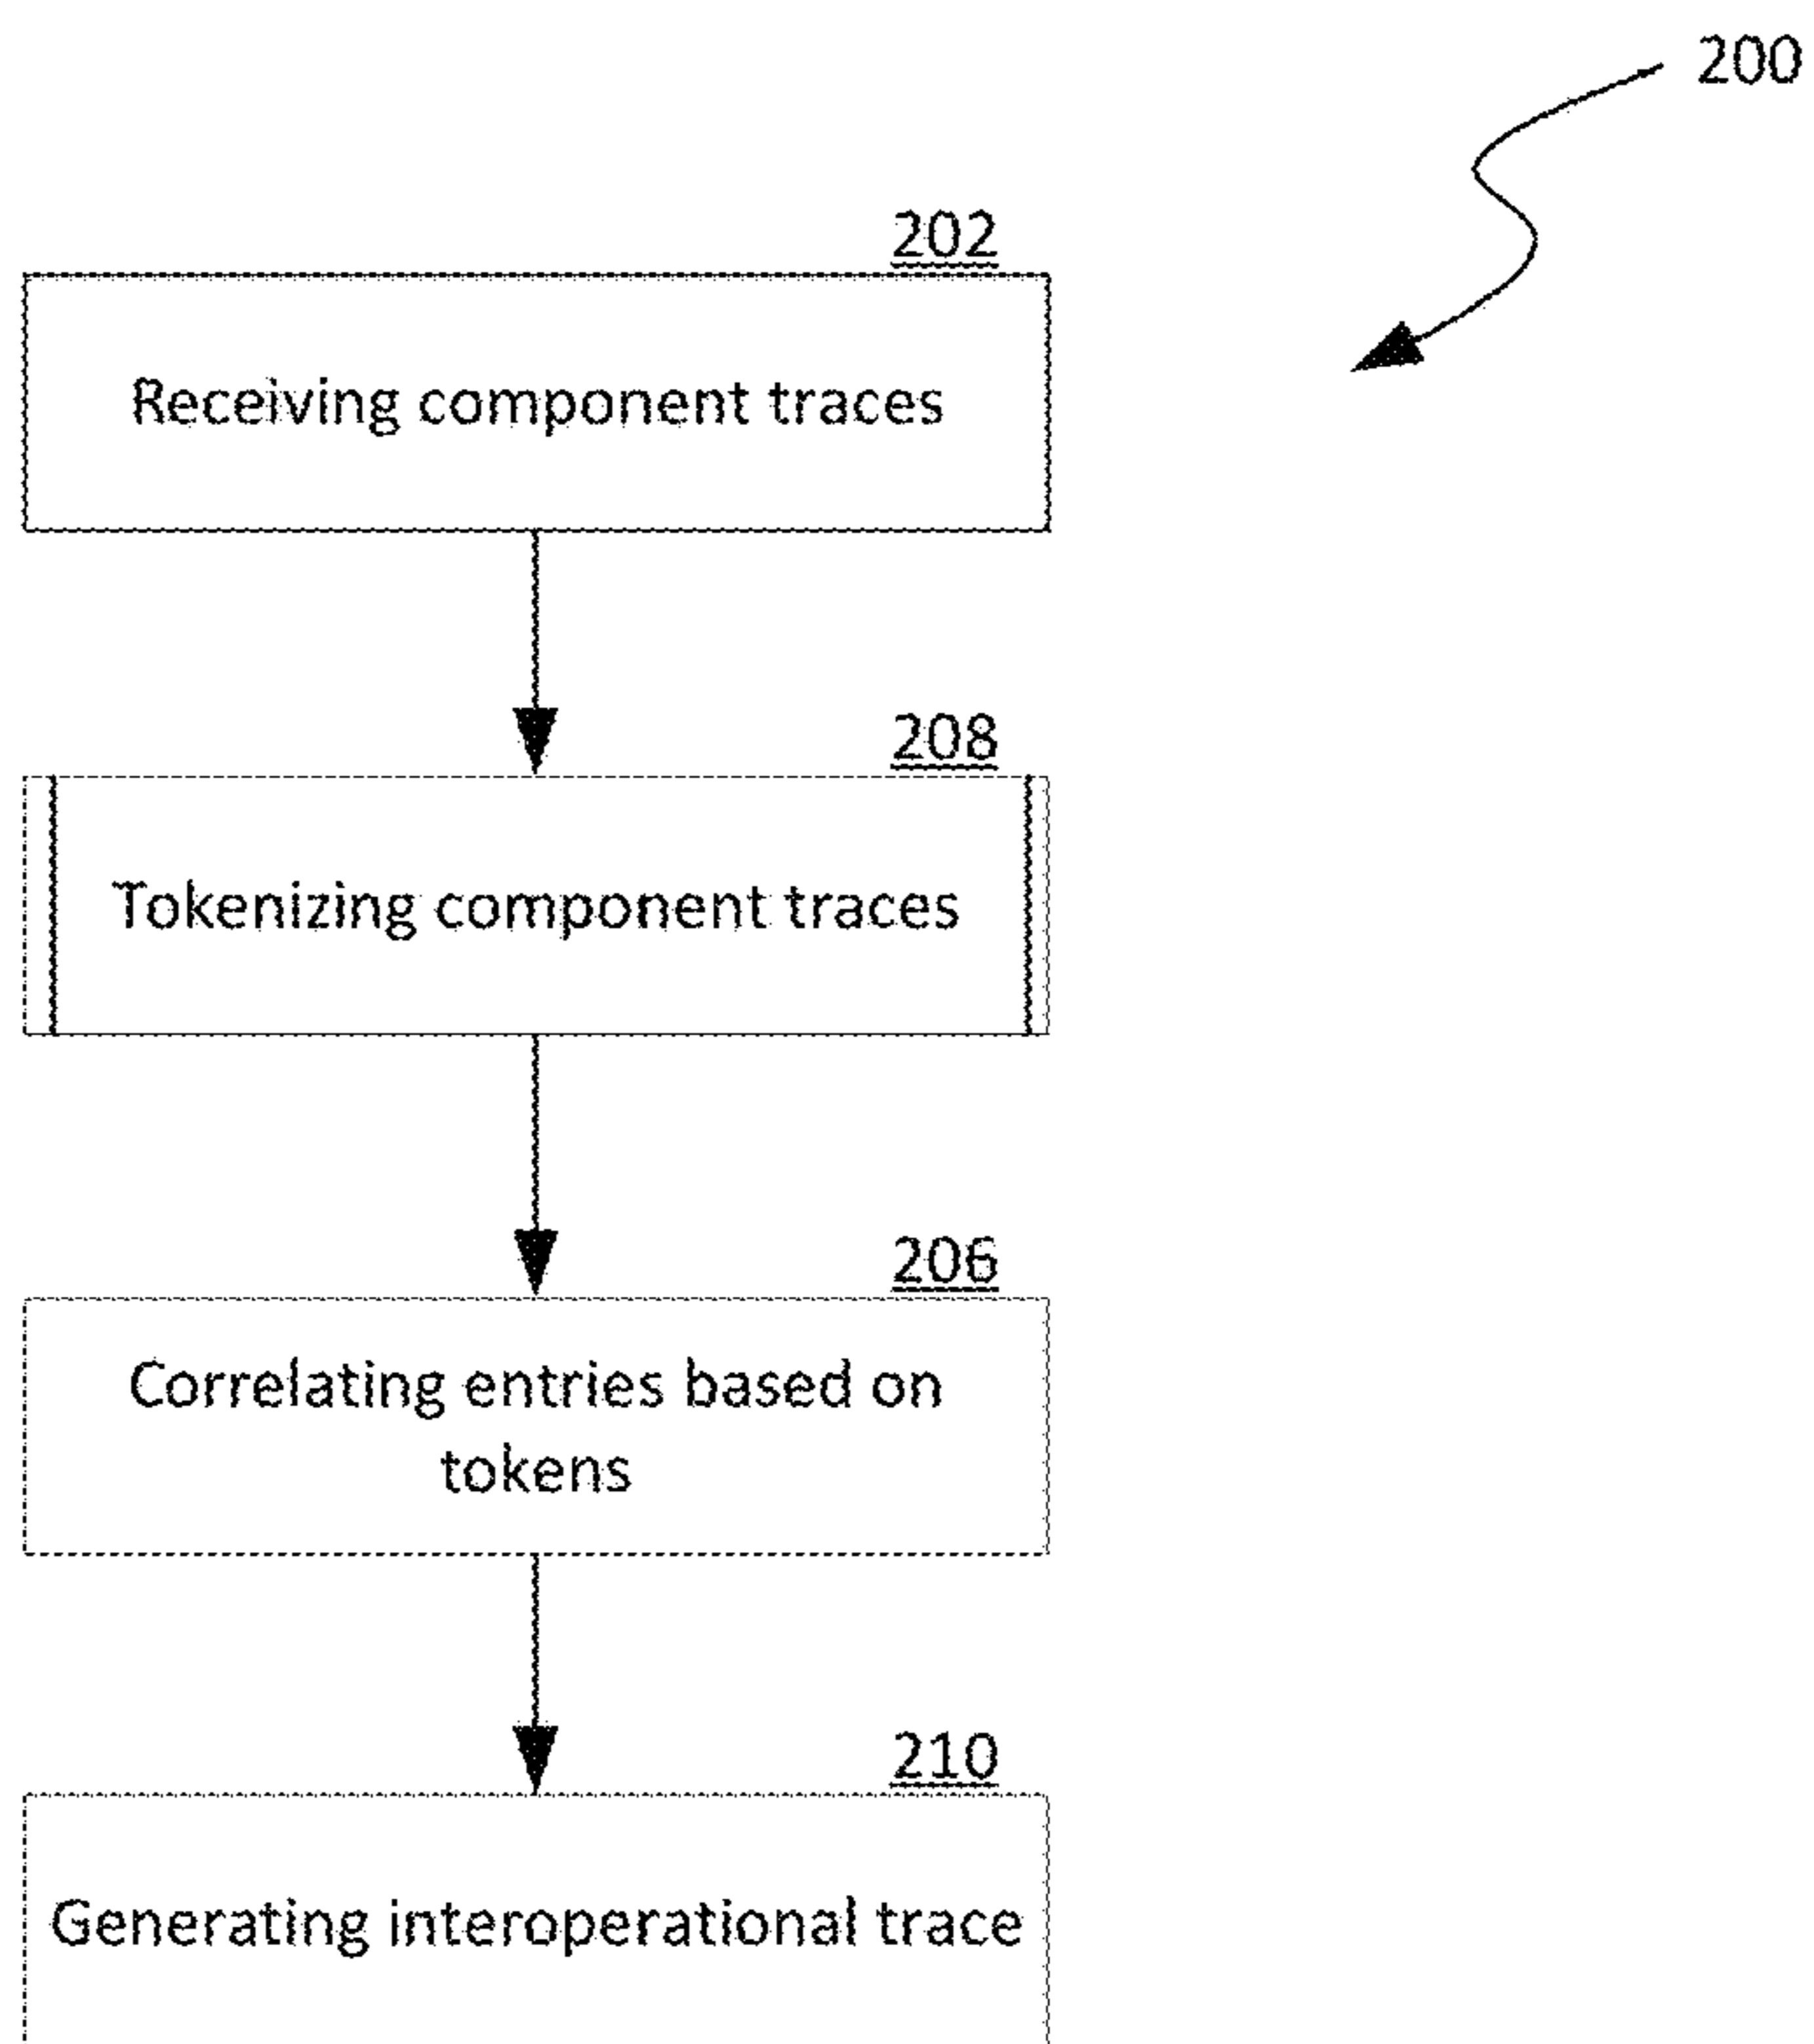 200
202
Receiving component traces
208
Tokenizing component traces
206
Correlating entries based on
tokens
210
Generating interoperational trace